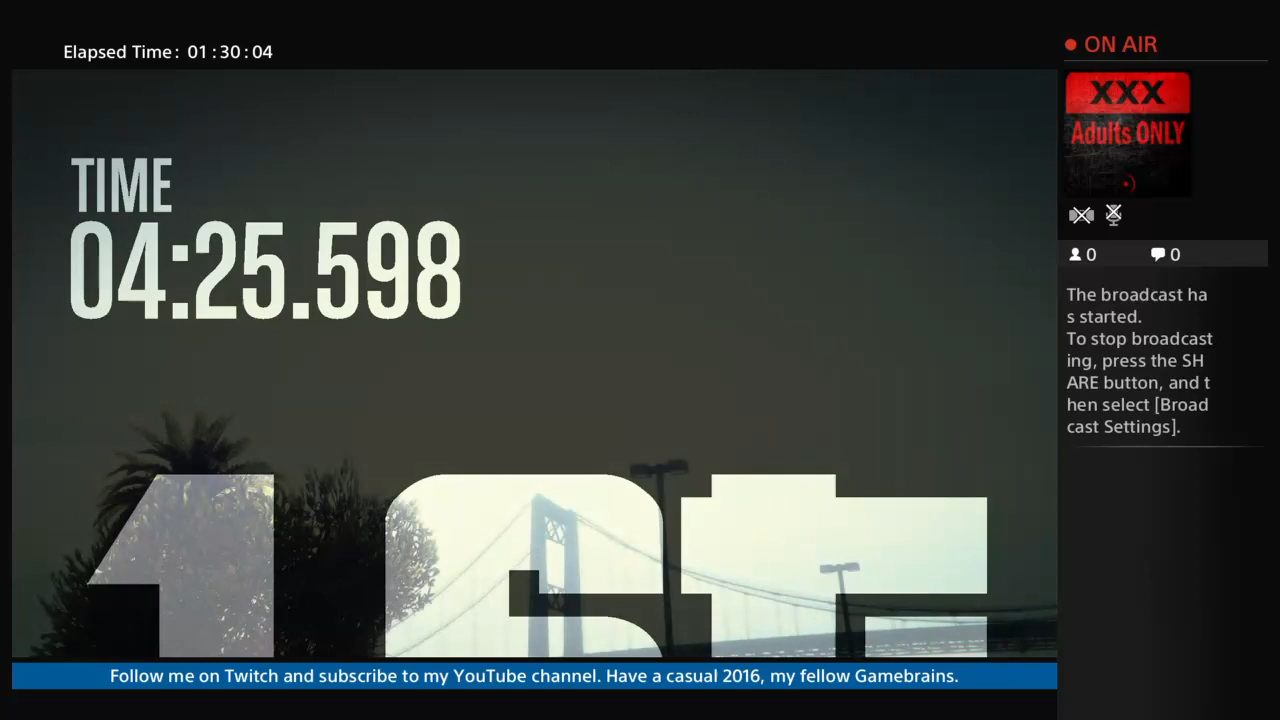 Elapsed Time: 01:30:04
ON AIR
XXX
Adults ONLY
TIME
04:25.598
0
0
The broadcast ha
s started.
To stop broadcast
ing, press the SH
ARE button, and t
hen select [Broad
cast Settings].
1st
Follow me on Twitch and subscribe to my YouTube channel. Have a casual 2016, my fellow Gamebrains.